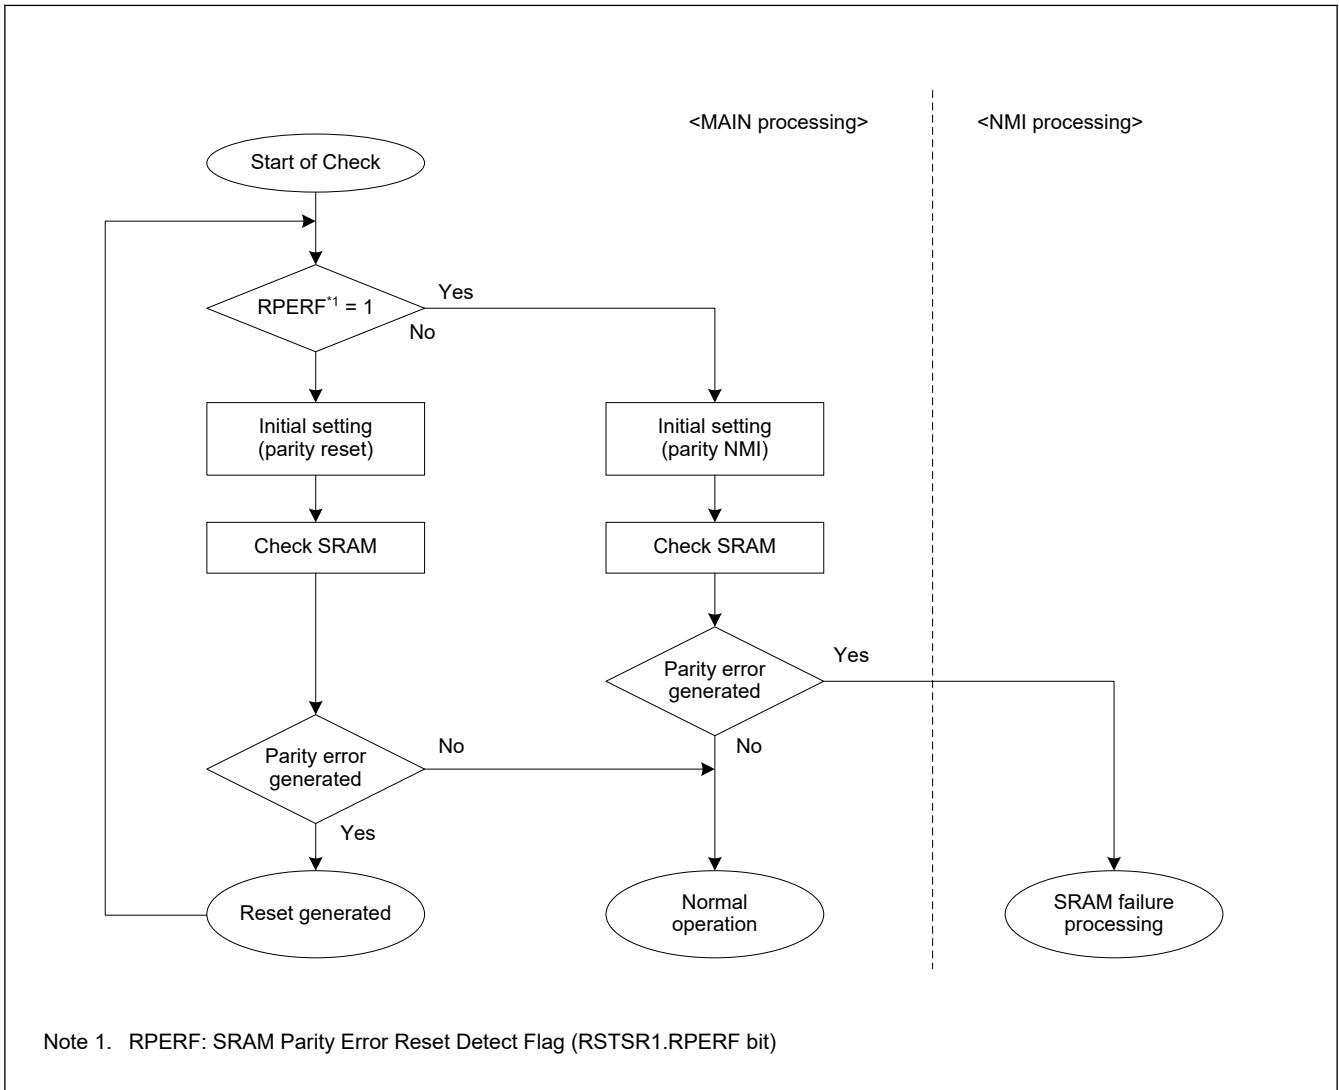 <MAIN processing>
<NMI processing>
Start of Check
RPERF*1 = 1
Yes
No
Initial setting
(parity reset)
Initial setting
(parity NMI)
Check SRAM
Check SRAM
Parity error
generated
Yes
No
Parity error
generated
No
Yes
Reset generated
Normal
operation
SRAM failure
processing
Note 1. RPERF: SRAM Parity Error Reset Detect Flag (RSTSR1.RPERF bit)